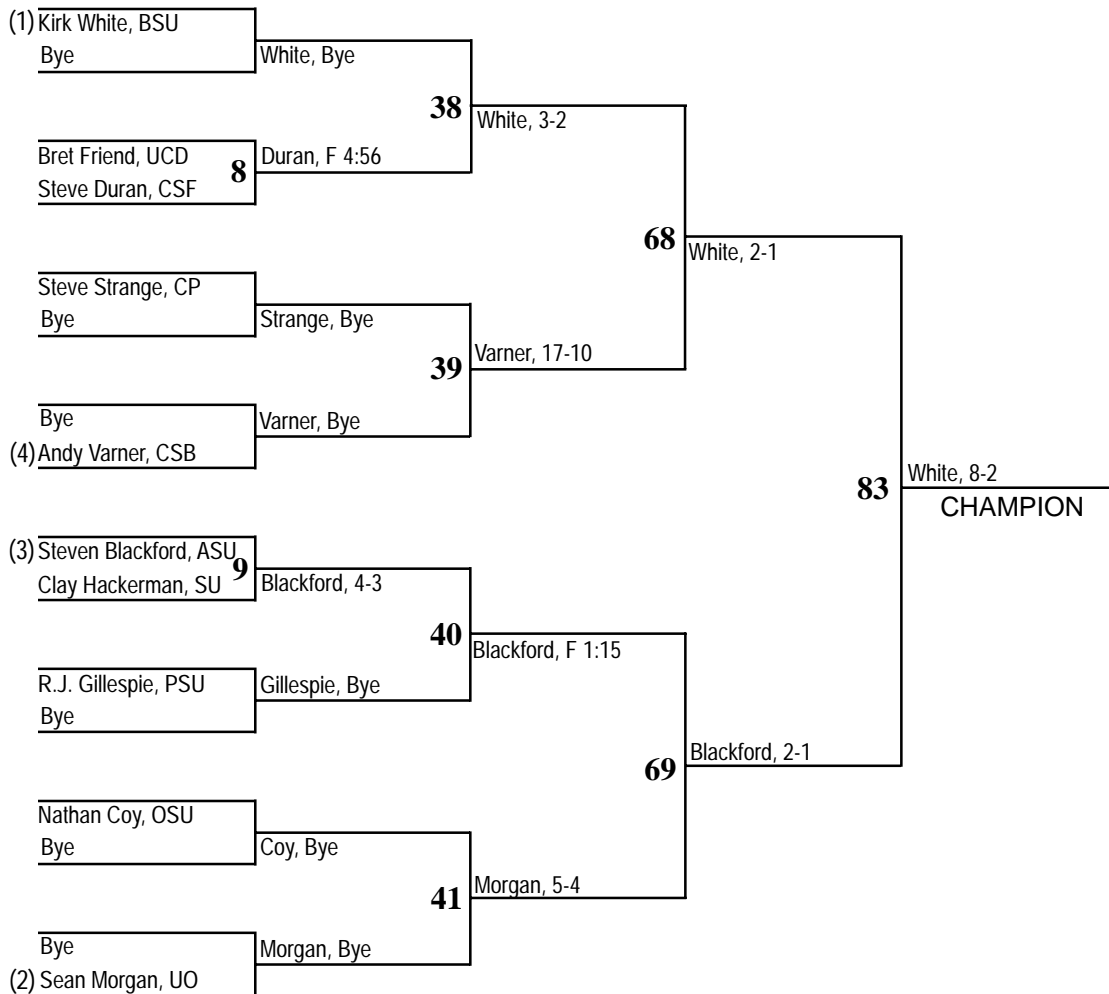 (1) Kirk White, BSU
Bye
White, Bye
38
White, 3-2
Bret Friend, UCD
Steve Duran, CSF
8
Duran, F 4:56
68
White, 2-1
Steve Strange, CP
Bye
Strange, Bye
39
Varner, 17-10
Bye
(4) Andy Varner, CSB
Varner, Bye
83
White, 8-2
CHAMPION
(3) Steven Blackford, ASU
Clay Hackerman, SU
9
Blackford, 4-3
40
Blackford, F 1:15
R.J. Gillespie, PSU
Bye
Gillespie, Bye
69
Blackford, 2-1
Nathan Coy, OSU
Bye
Coy, Bye
41
Morgan, 5-4
Bye
(2) Sean Morgan, UO
Morgan, Bye